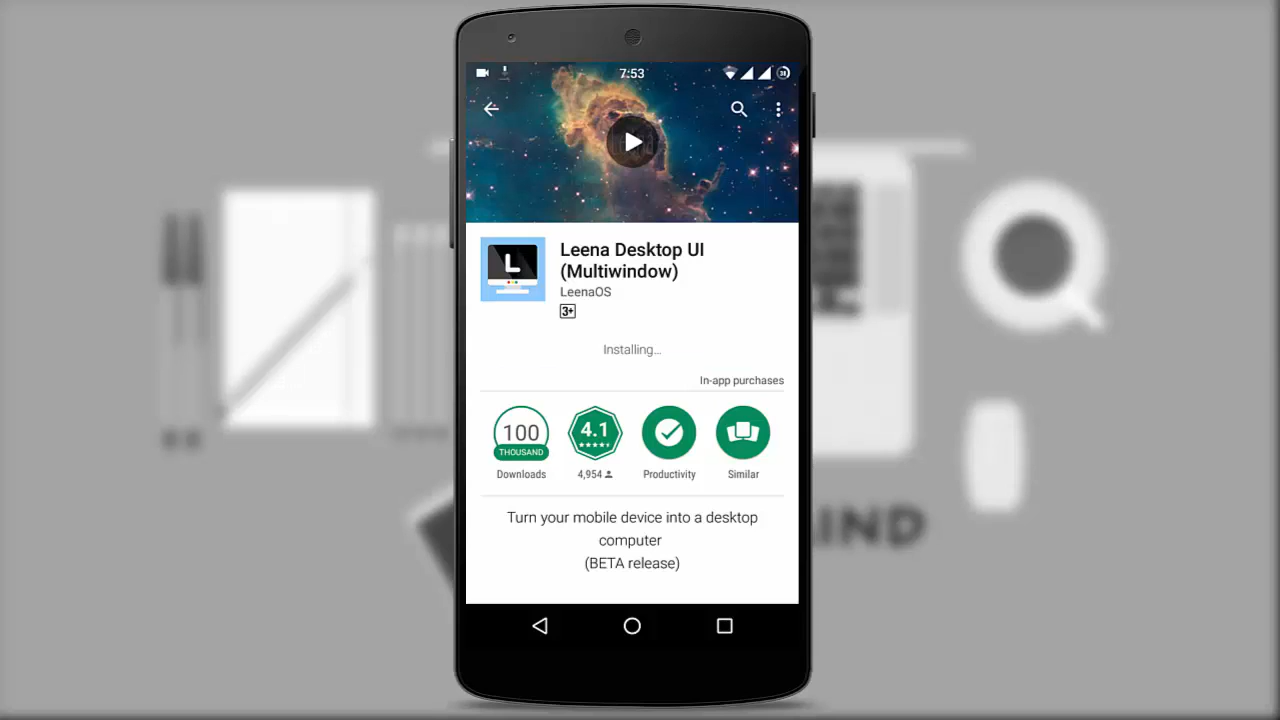 7:53
Leena Desktop UI
(Multiwindow)
LeenaOS
3+
Installing...
In-app purchases
100
THOUSAND
Downloads
4.1
4,954
Productivity
Similar
Turn your mobile device into a desktop
computer
(BETA release)